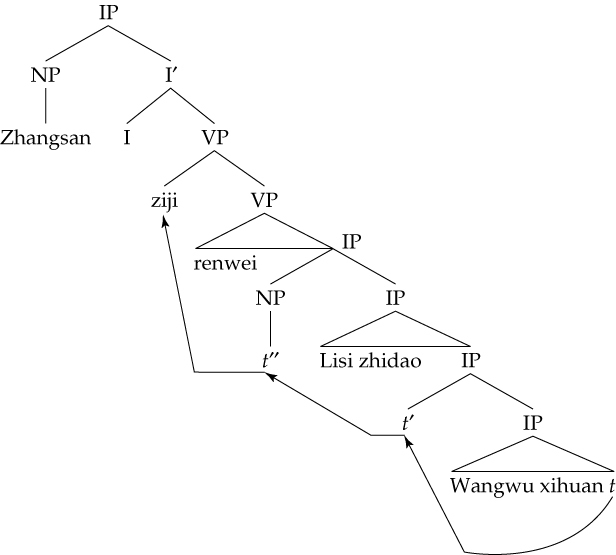 IP
NP I′
Zhangsan I VP
ziji VP
renwei IP
NP IP
t′′ Lisi zhidao IP
t′ IP
Wangwu xihuan t